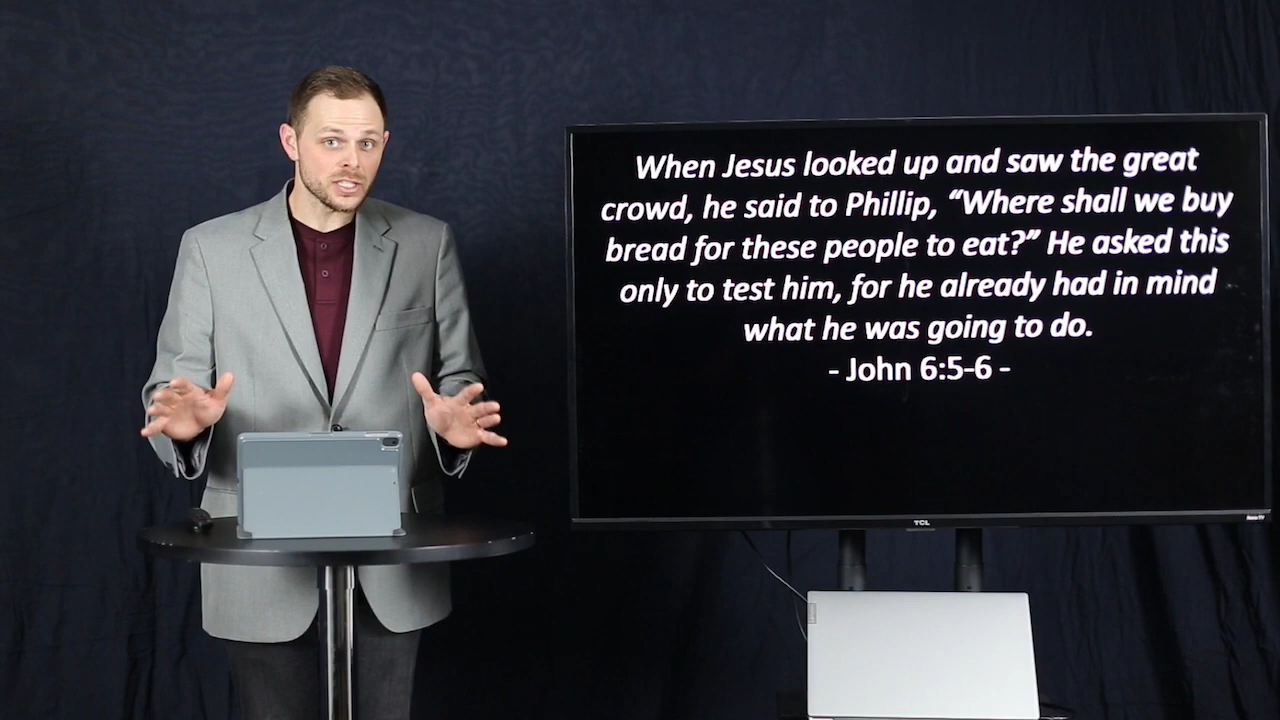 When Jesus looked up and saw the great
crowd, he said to Phillip, “Where shall we buy
bread for these people to eat?” He asked this
only to test him, for he already had in mind
what he was going to do.
- John 6:5-6 -
TCL
Roku TV